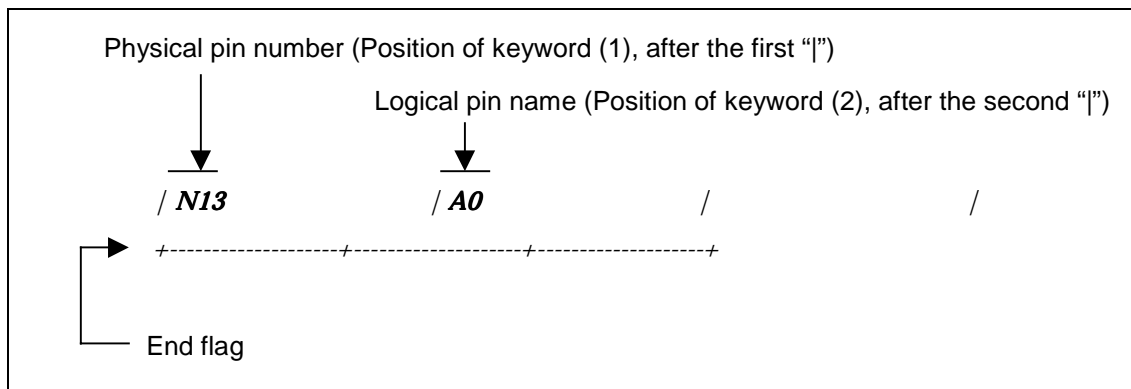 Physical pin number (Position of keyword (1), after the first “|”)
Logical pin name (Position of keyword (2), after the second “|”)
| N13 | A0 | |
+---------------------+---------------------+---------------------+
End flag